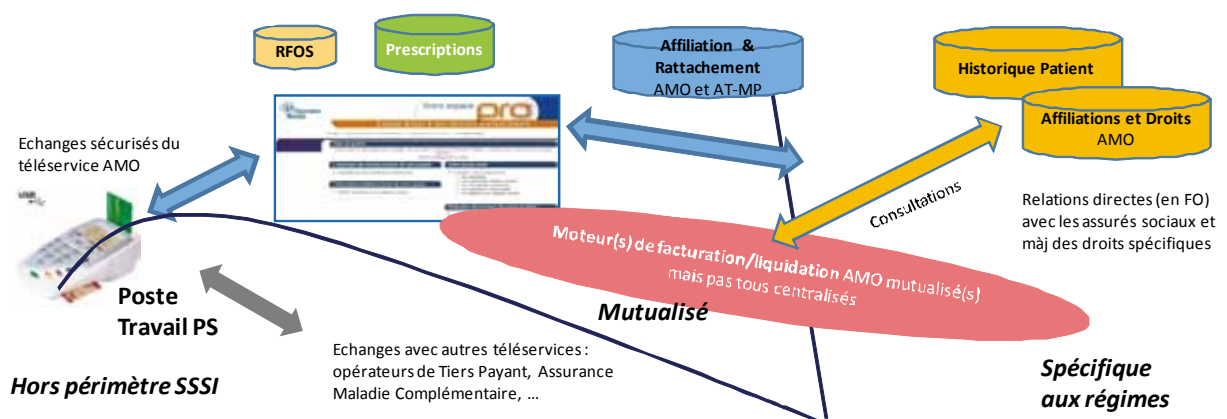 RFOS
Prescriptions
Affiliation &
Rattachement
AMO et AT-MP
Historique Patient
Affiliations et Droits
AMO
Echanges sécurisés du
téléservice AMO
pro
Consultations
Relations directes (en FO)
avec les assurés sociaux et
màj des droits spécifiques
Moteur(s) de facturation/liquidation AMO mutualisé(s)
mais pas tous centralisés
Poste
Travail PS
Mutualisé
Echanges avec autres téléservices :
opérateurs de Tiers Payant, Assurance
Maladie Complémentaire, …
Hors périmètre SSSI
Spécifique
aux régimes